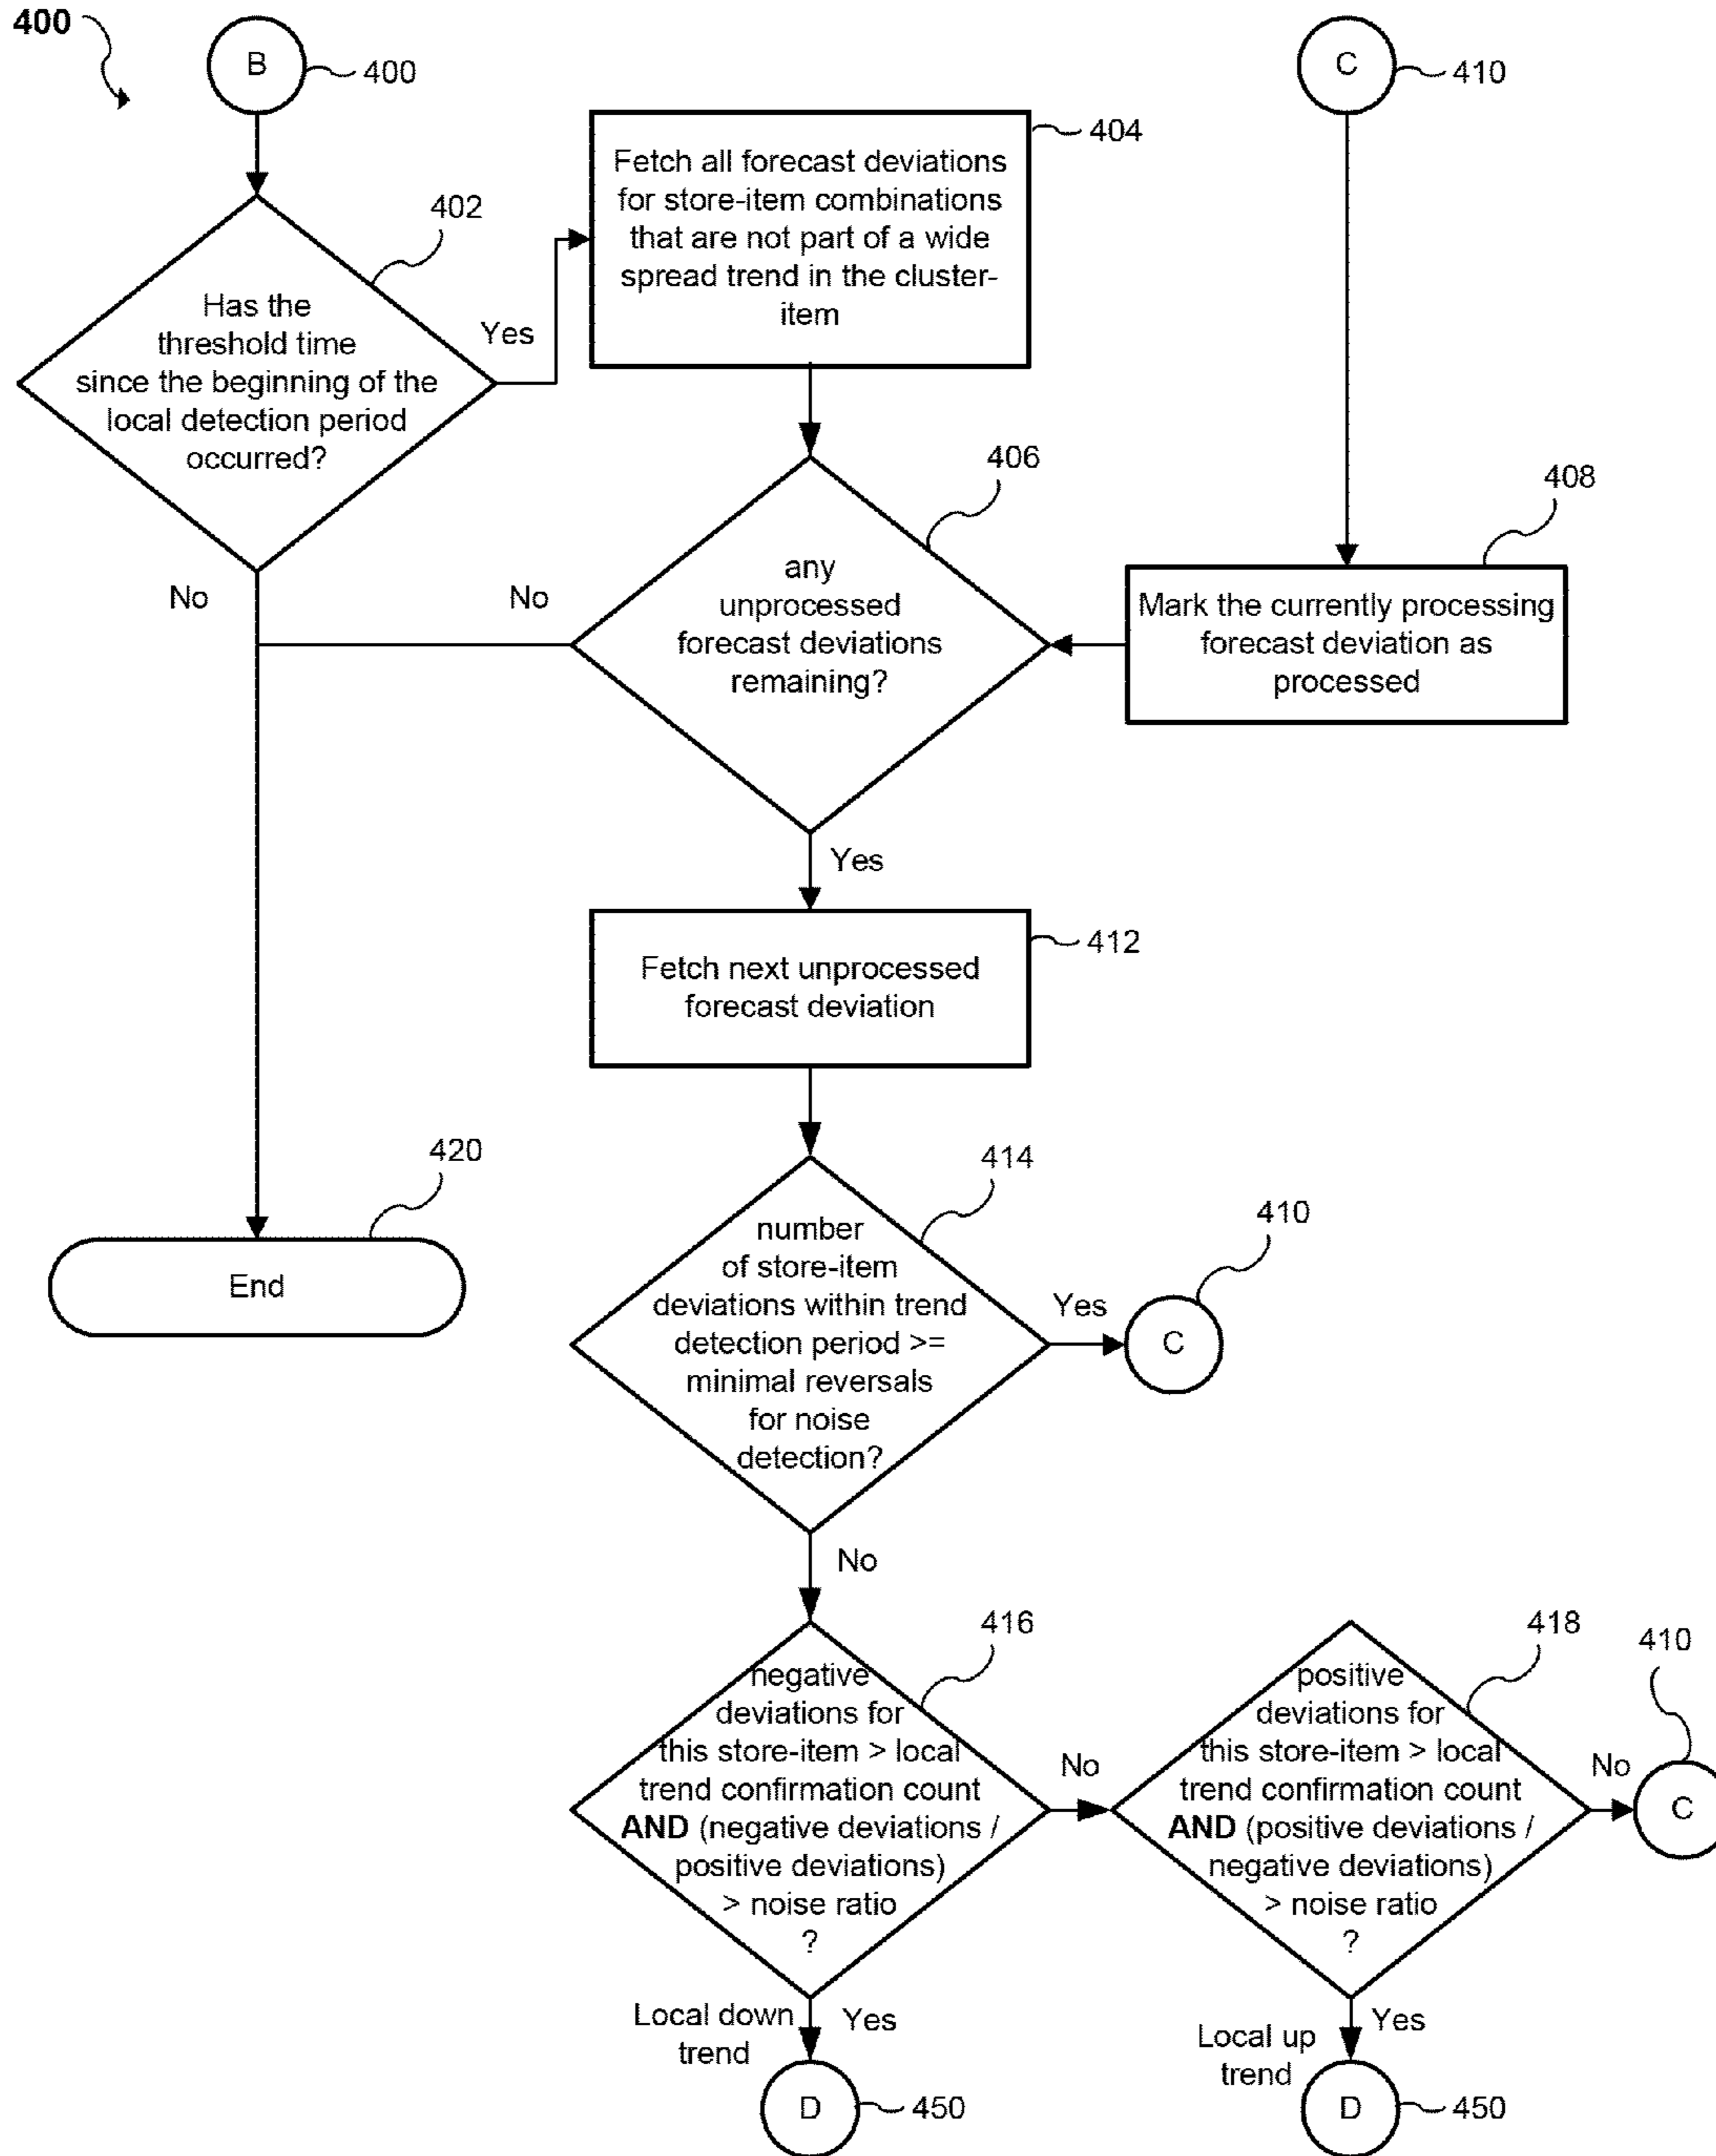 400
B
400
C
410
404
Fetch all forecast deviations
for store-item combinations
that are not part of a wide
spread trend in the cluster-
item
402
Has the
threshold time
since the beginning of the
local detection period
occurred?
Yes
No
406
any
unprocessed
forecast deviations
remaining?
No
408
Mark the currently processing
forecast deviation as
processed
Yes
412
Fetch next unprocessed
forecast deviation
420
End
414
number
of store-item
deviations within trend
detection period >=
minimal reversals
for noise
detection?
Yes
410
C
No
416
negative
deviations for
this store-item > local
trend confirmation count
AND (negative deviations /
positive deviations)
> noise ratio
?
No
418
positive
deviations for
this store-item > local
trend confirmation count
AND (positive deviations /
negative deviations)
> noise ratio
?
No
410
C
Local down
trend
Yes
D
450
Local up
trend
Yes
D
450